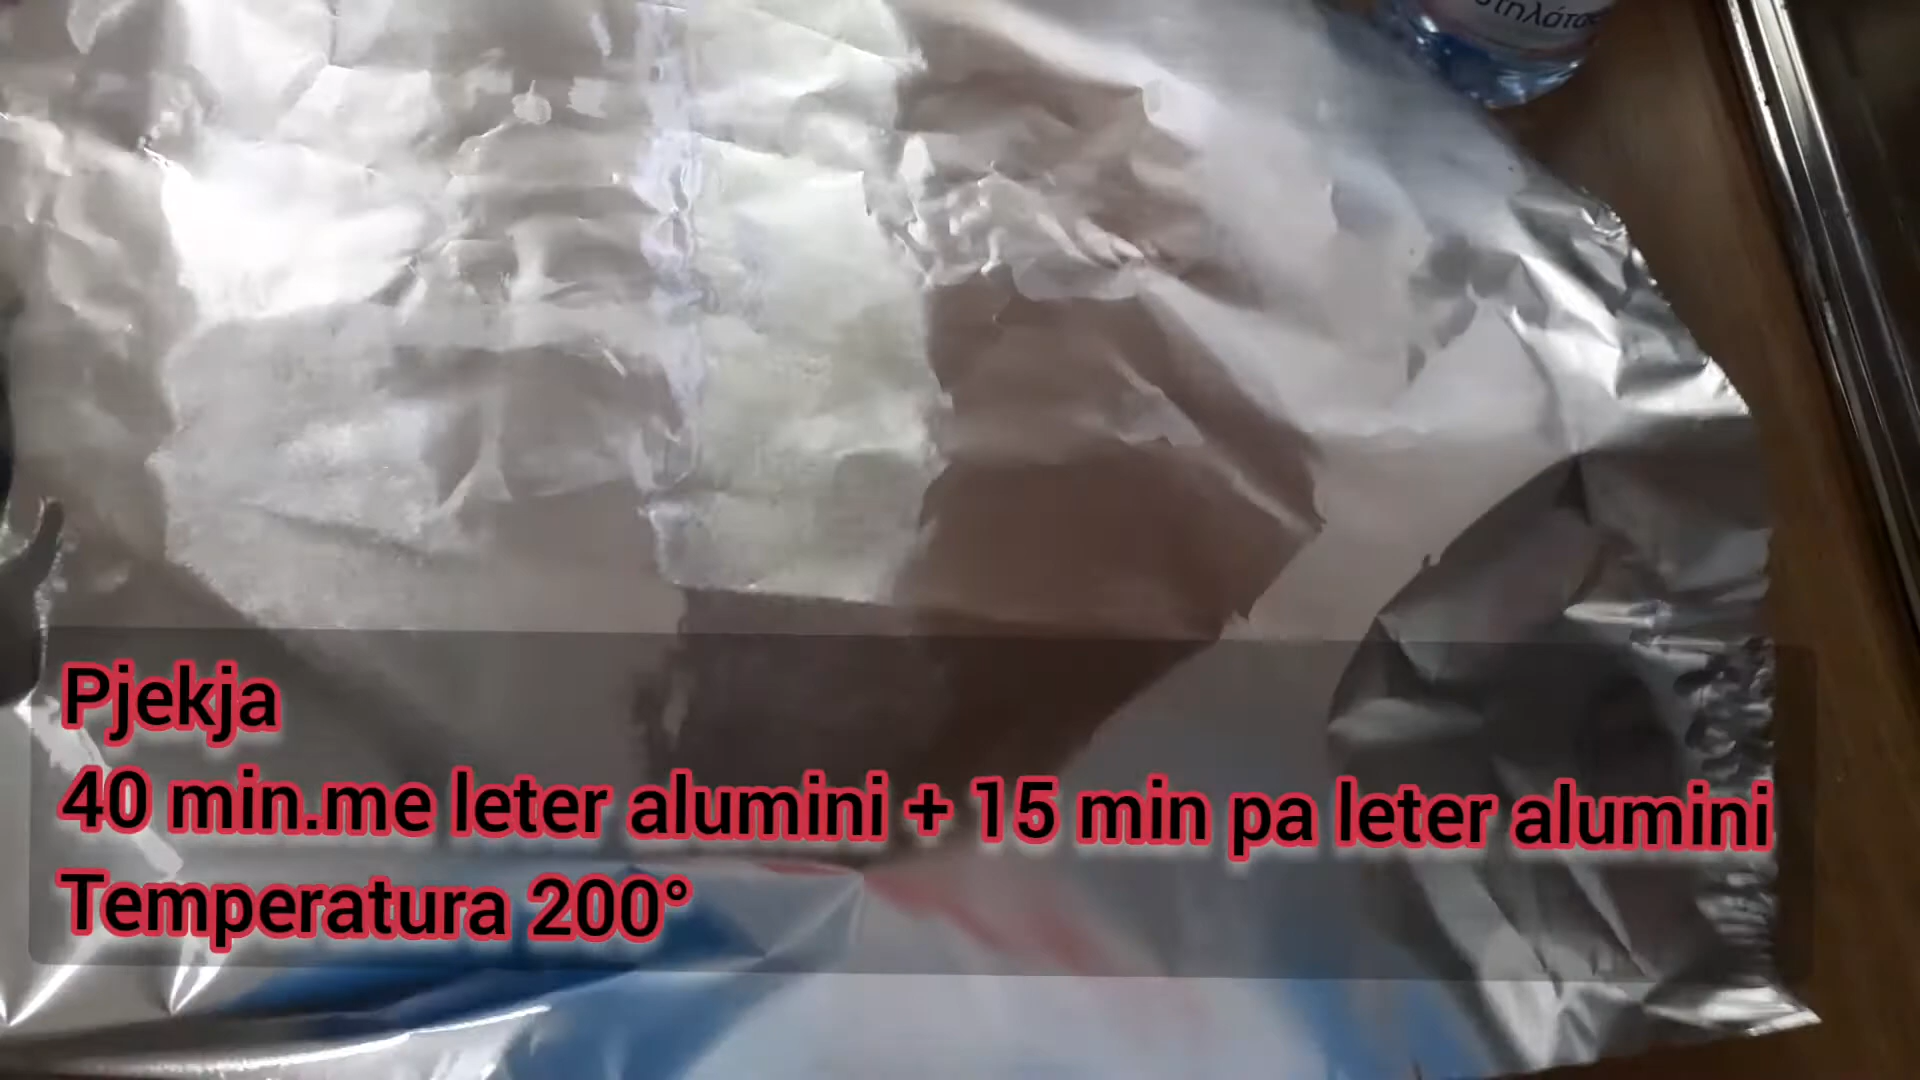 Pjekja
40 min.me leter alumini + 15 min pa leter alumini
Temperatura 200°